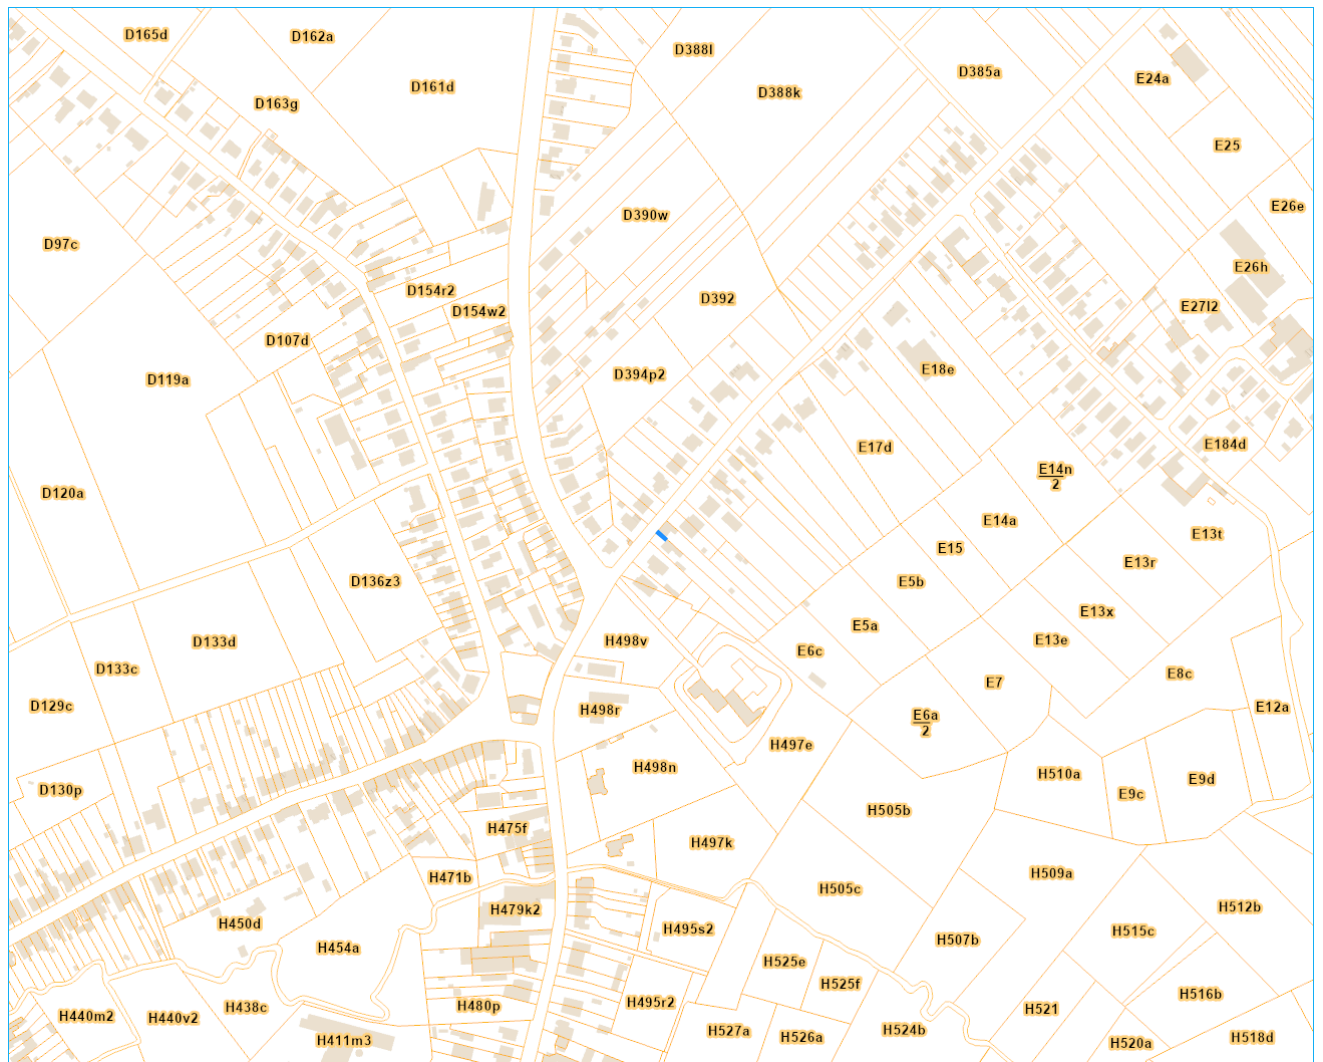 D165d
D162a
D388l
D385a
E24a
D161d
D388k
D163g
E25
E26e
D390w
D97c
E26h
D154r2
D392
E27l2
D154w2
D107d
E18e
D394p2
D119a
E184d
E17d
E14n
2
D120a
E14a
E13t
E15
E13r
D136z3
E5b
E13x
E5a
D133d
H498v
E13e
E6c
D133c
E8c
E7
D129c
H498r
E12a
E6a
2
H497e
H498n
H510a
E9d
D130p
E9c
H505b
H475f
H497k
H509a
H471b
H505c
H479k2
H512b
H450d
H495s2
H515c
H454a
H507b
H525e
H525f
H516b
H495r2
H480p
H438c
H521
H440m2
H440v2
H527a
H524b
H526a
H518d
H411m3
H520a